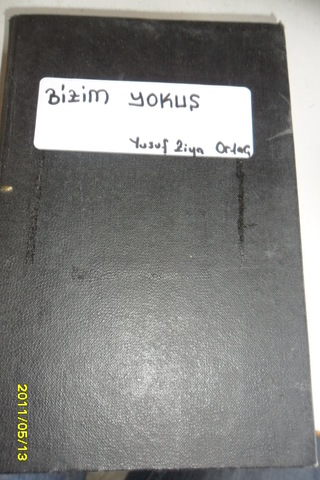 Bizim YOKUŞ
Yusuf Ziya Ortaç
2011/05/13